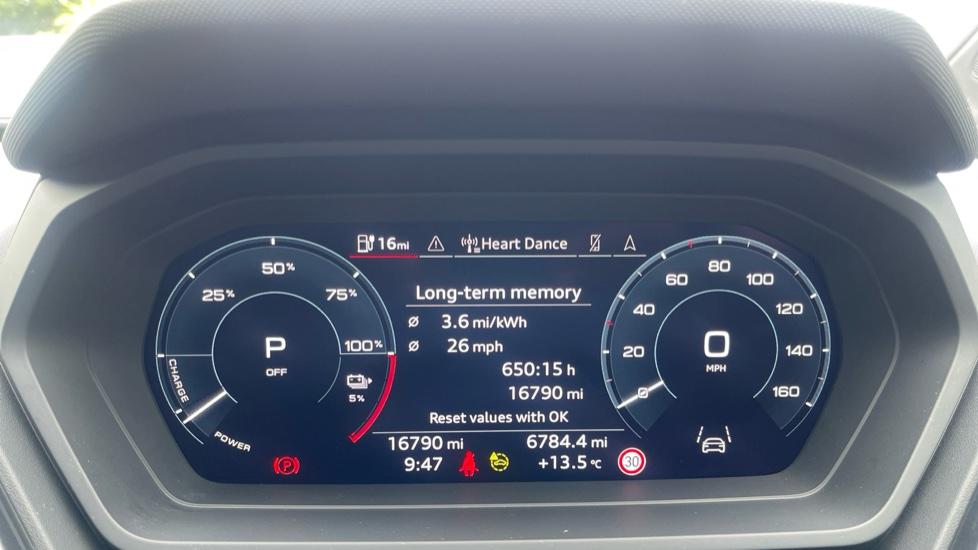 16mi Heart Dance
25%
50%
75%
100%
CHARGE
POWER
P
OFF
5%
Long-term memory
ø 3.6 mi/kWh
ø 26 mph
650:15 h
16790 mi
Reset values with OK
16790 mi 6784.4 mi
9:47 +13.5 °C
P
30
0
20
40
60
80
100
120
140
160
0
MPH